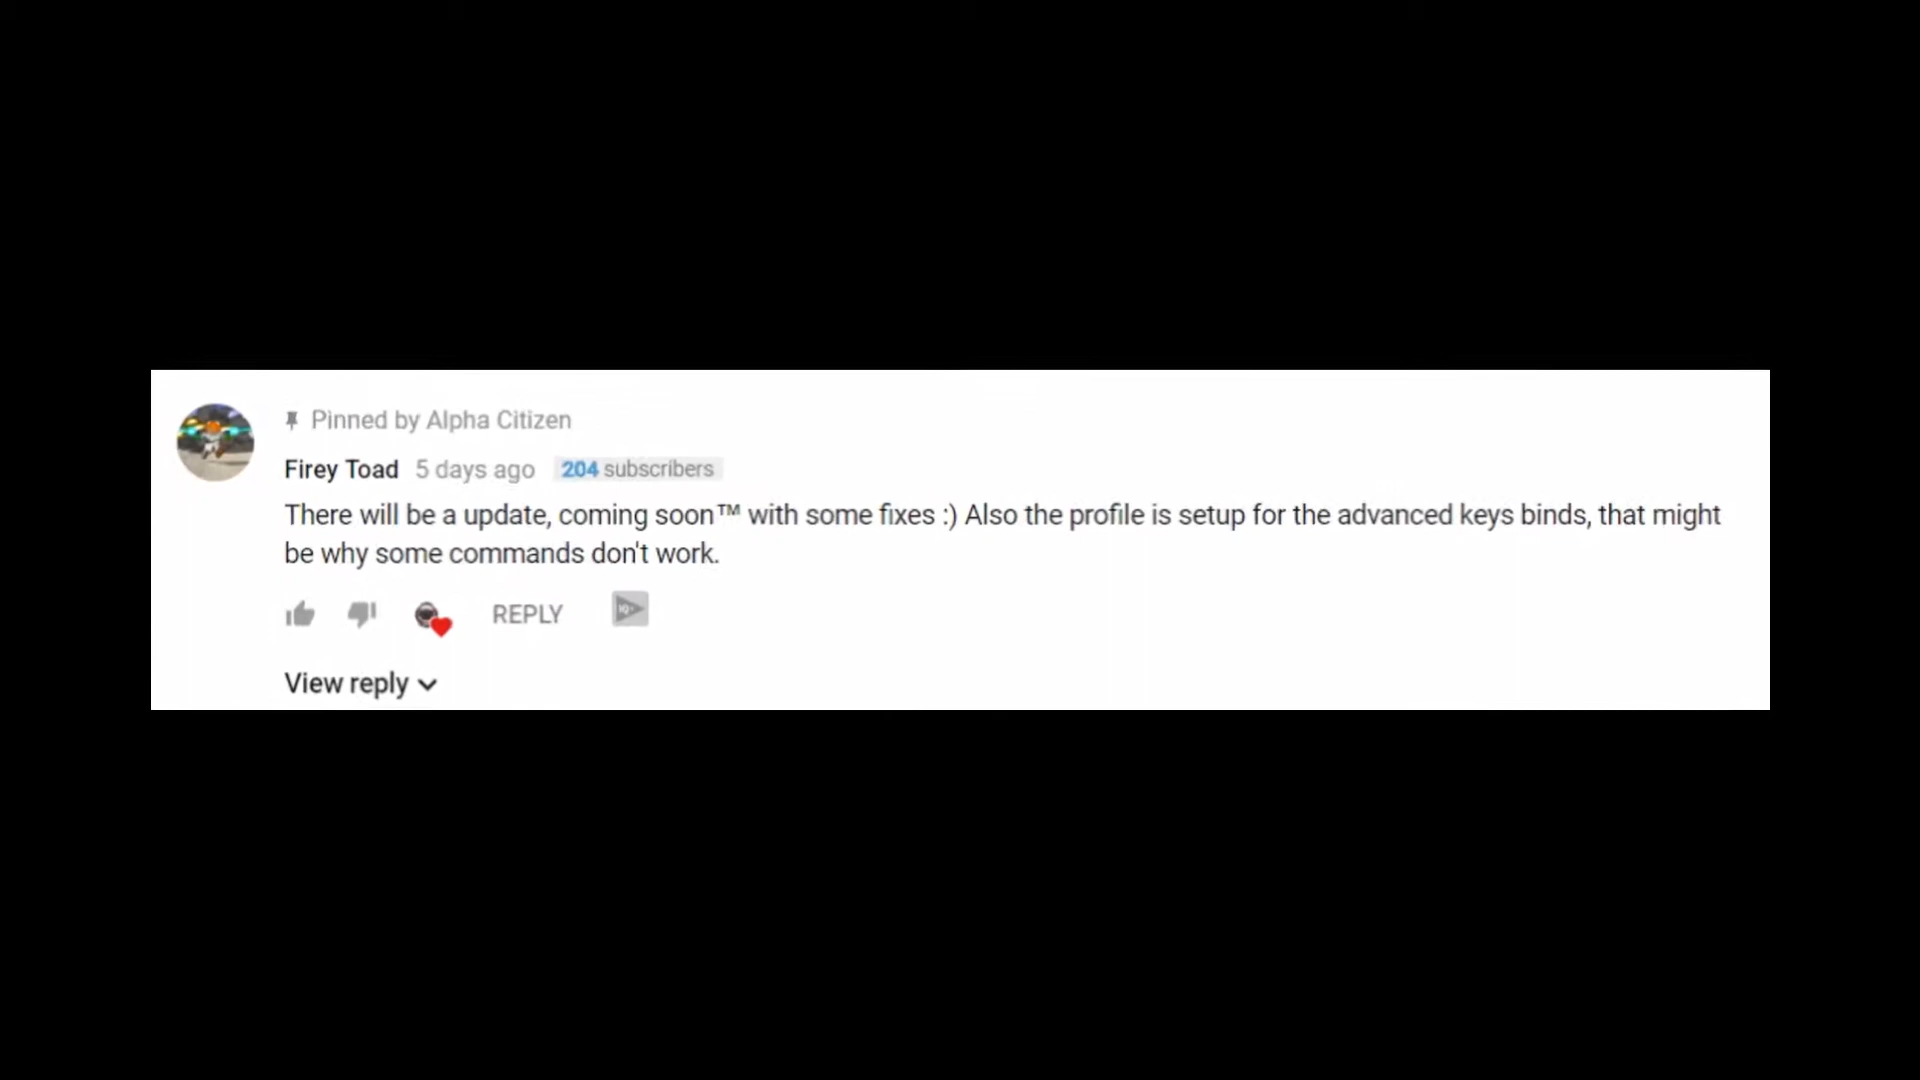 Pinned by Alpha Citizen
Firey Toad 5 days ago 204 subscribers
There will be a update, coming soon™ with some fixes :) Also the profile is setup for the advanced keys binds, that might
be why some commands don't work.
REPLY
View reply